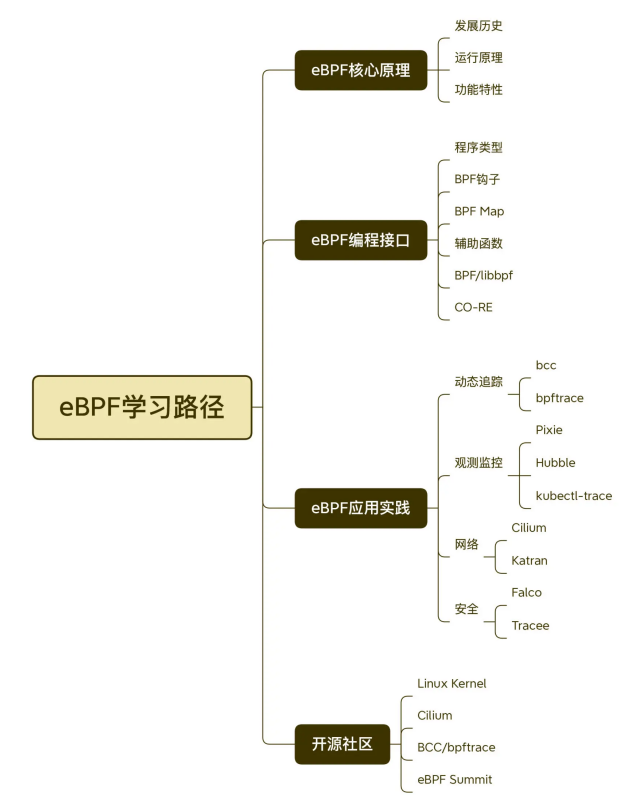 eBPF学习路径
eBPF核心原理
发展历史
运行原理
功能特性
eBPF编程接口
程序类型
BPF钩子
BPF Map
辅助函数
BPF/libbpf
CO-RE
eBPF应用实践
动态追踪
bcc
bpftrace
观测监控
Pixie
Hubble
kubectl-trace
网络
Cilium
Katran
安全
Falco
Tracee
开源社区
Linux Kernel
Cilium
BCC/bpftrace
eBPF Summit